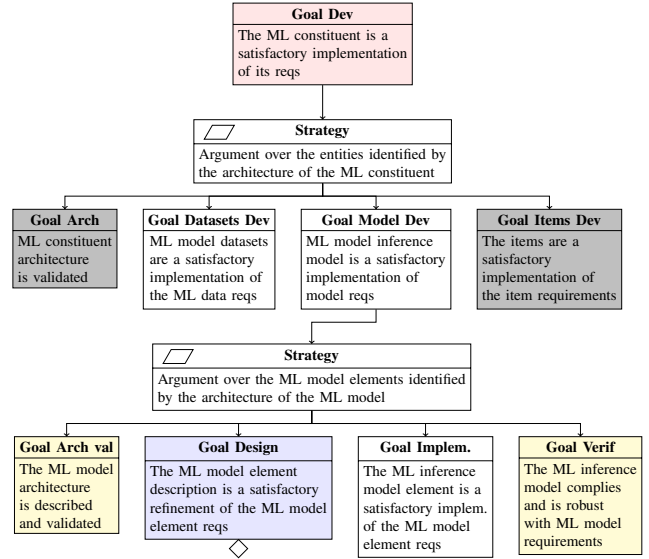 Goal Dev
The ML constituent is a
satisfactory implementation
of its reqs
Strategy
Argument over the entities identified by
the architecture of the ML constituent
Goal Arch
ML constituent
architecture
is validated
Goal Datasets Dev
ML model datasets
are a satisfactory
implementation of
the ML data reqs
Goal Model Dev
ML model inference
model is a satisfactory
implementation of
model reqs
Goal Items Dev
The items are a
satisfactory
implementation of
the item requirements
Strategy
Argument over the ML model elements identified
by the architecture of the ML model
Goal Arch val
The ML model
architecture
is described
and validated
Goal Design
The ML model element
description is a satisfactory
refinement of the ML model
element reqs
Goal Implem.
The ML inference
model element is a
satisfactory implem.
of the ML model
element reqs
Goal Verif
The ML inference
model complies
and is robust
with ML model
requirements